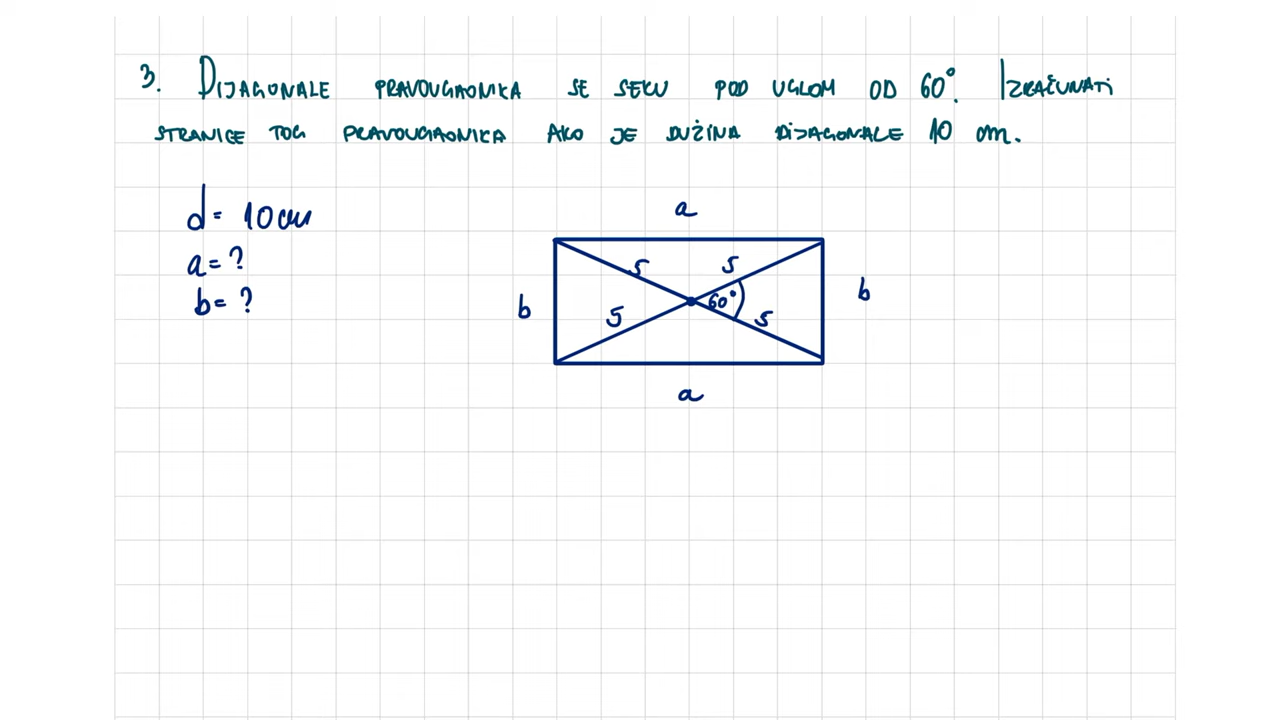 3. DIJAGONALE PRAVOUGAONIKA SE SEKU POD UGLOM OD 60°. IZRAČUNATI
STRANICE TOG PRAVOUGAONIKA AKO JE DUŽINA DIJAGONALE 10 cm.
d = 10cm
a = ?
b = ?
a
5 5
b 5 60° 5 b
a